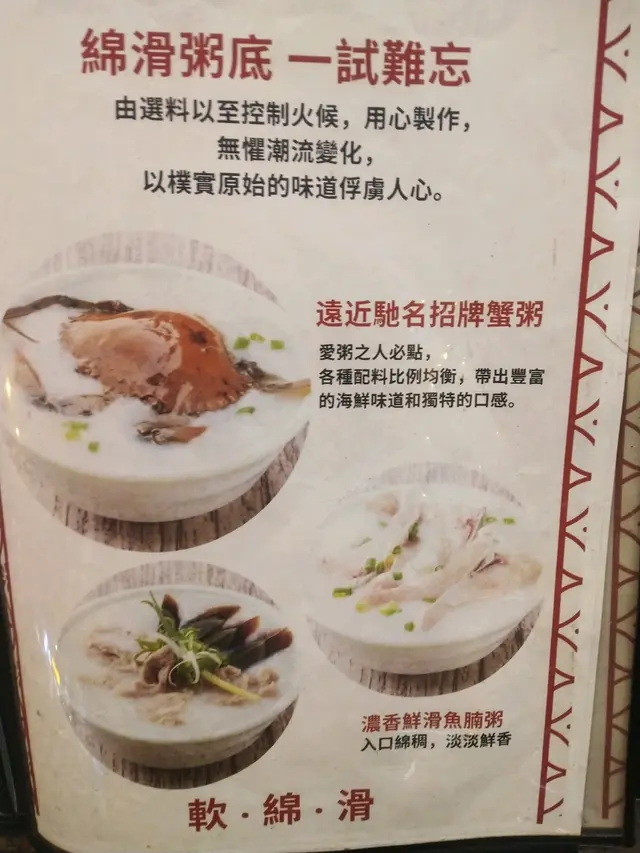 綿滑粥底 一試難忘
由選料以至控制火候，用心製作，
無懼潮流變化，
以樸實原始的味道俘虜人心。
遠近馳名招牌蟹粥
愛粥之人必點，
各種配料比例均衡，帶出豐富
的海鮮味道和獨特的口感。
濃香鮮滑魚腩粥
入口綿稠，淡淡鮮香
軟·綿·滑